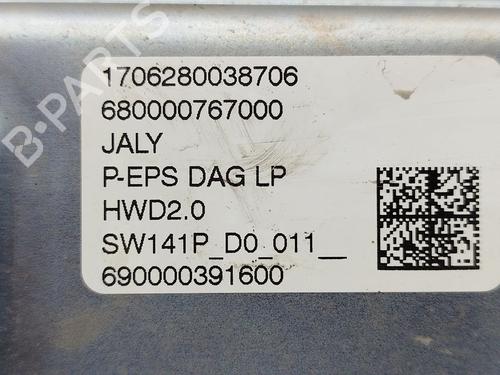 B-PARTS
1706280038706
680000767000
JALY
P-EPS DAG LP
HWD2.0
SW141P_D0_011__
690000391600